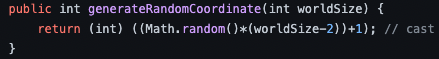 public int generateRandomCoordinate(int worldSize) {
    return (int) ((Math.random()*(worldSize-2))+1); // cast
}